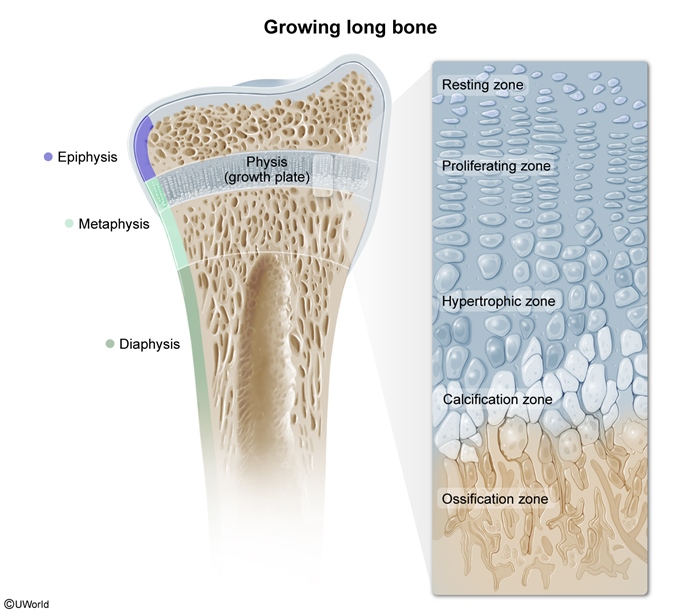 Growing long bone
Epiphysis
Physis
(growth plate)
Metaphysis
Diaphysis
Resting zone
Proliferating zone
Hypertrophic zone
Calcification zone
Ossification zone
©UWorld